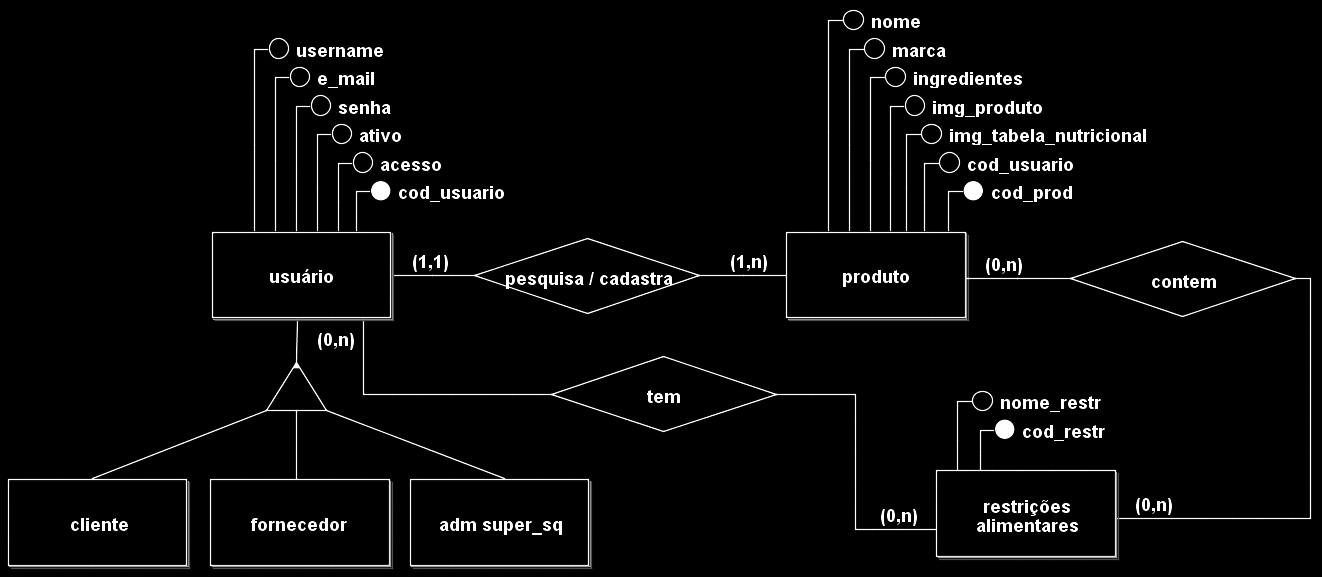 username
e_mail
senha
ativo
acesso
cod_usuario
nome
marca
ingredientes
img_produto
img_tabela_nutricional
cod_usuario
cod_prod
usuário
(1,1)
pesquisa / cadastra
(1,n)
produto
(0,n)
contem
(0,n)
tem
nome_restr
cod_restr
(0,n)
restrições
alimentares
(0,n)
cliente
fornecedor
adm super_sq